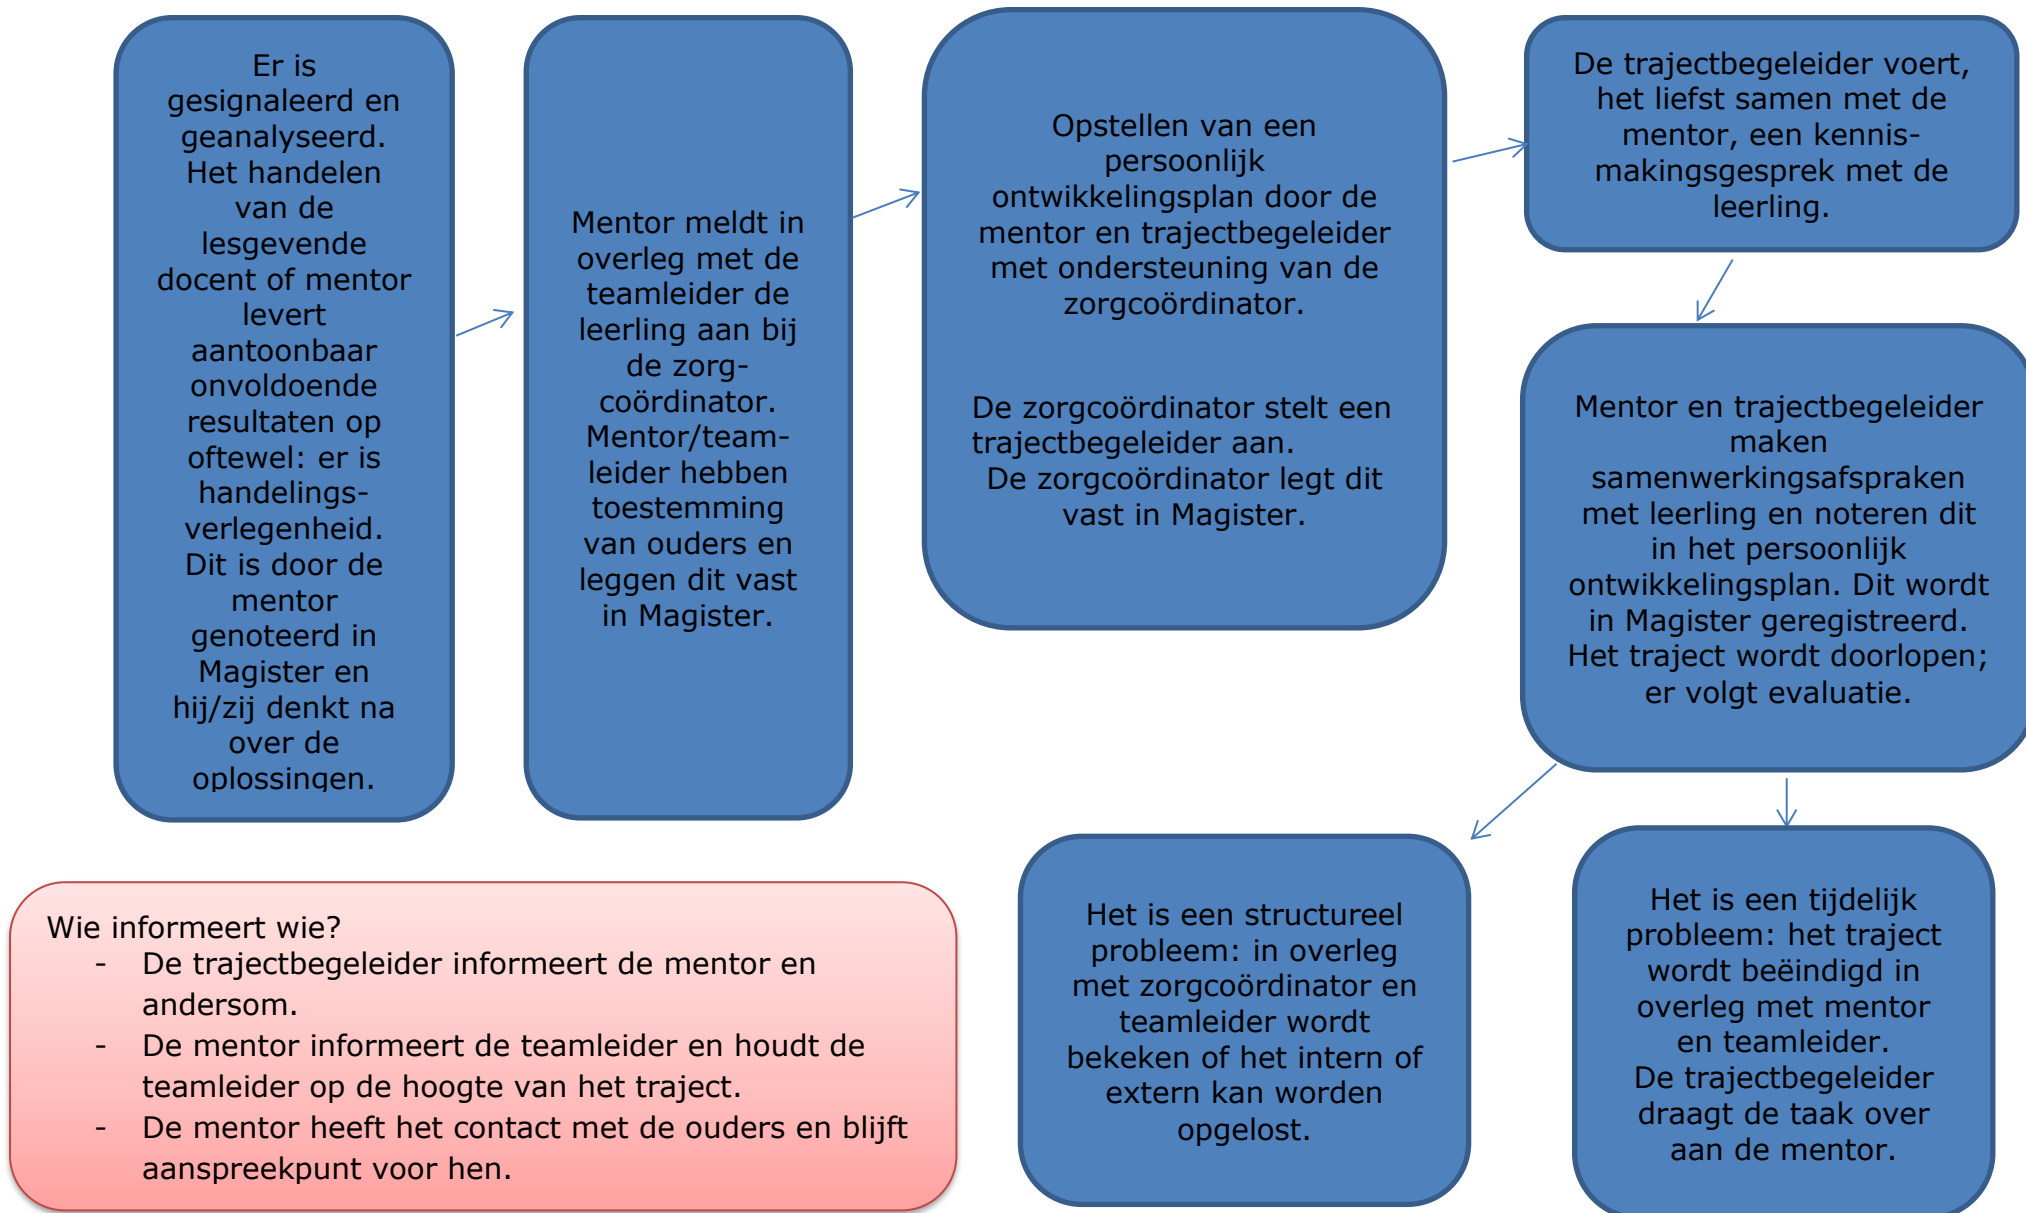 Er is
gesignaleerd en
geanalyseerd.
Het handelen
van de
lesgevende
docent of mentor
levert
aantoonbaar
onvoldoende
resultaten op
oftewel: er is
handelings-
verlegenheid.
Dit is door de
mentor
genoteerd in
Magister en
hij/zij denkt na
over de
oplossingen.
Mentor meldt in
overleg met de
teamleider de
leerling aan bij
de zorg-
coördinator.
Mentor/team-
leider hebben
toestemming
van ouders en
leggen dit vast
in Magister.
Opstellen van een
persoonlijk
ontwikkelingsplan door de
mentor en trajectbegeleider
met ondersteuning van de
zorgcoördinator.
De zorgcoördinator stelt een
trajectbegeleider aan.
De zorgcoördinator legt dit
vast in Magister.
De trajectbegeleider voert,
het liefst samen met de
mentor, een kennis-
makingsgesprek met de
leerling.
Mentor en trajectbegeleider
maken
samenwerkingsafspraken
met leerling en noteren dit
in het persoonlijk
ontwikkelingsplan. Dit wordt
in Magister geregistreerd.
Het traject wordt doorlopen;
er volgt evaluatie.
Het is een structureel
probleem: in overleg
met zorgcoördinator en
teamleider wordt
bekeken of het intern of
extern kan worden
opgelost.
Het is een tijdelijk
probleem: het traject
wordt beëindigd in
overleg met mentor
en teamleider.
De trajectbegeleider
draagt de taak over
aan de mentor.
Wie informeert wie?
- De trajectbegeleider informeert de mentor en
andersom.
- De mentor informeert de teamleider en houdt de
teamleider op de hoogte van het traject.
- De mentor heeft het contact met de ouders en blijft
aanspreekpunt voor hen.